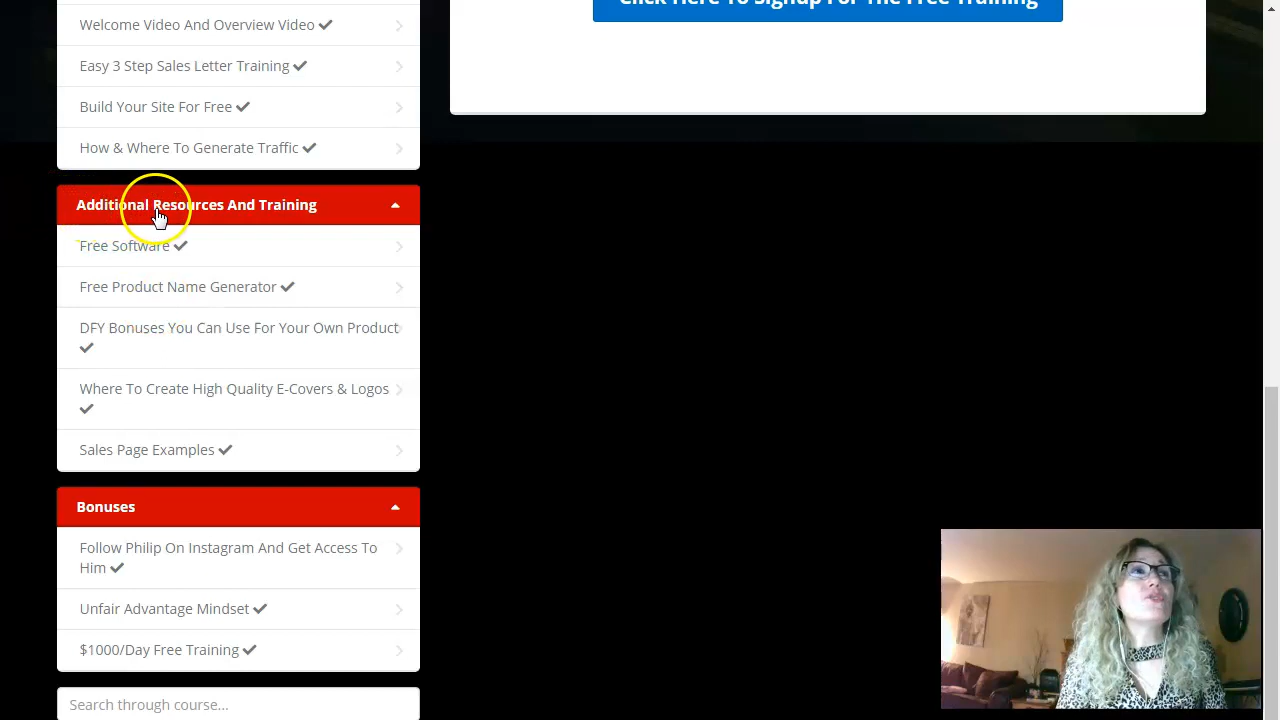 Click Here To Signup For The Free Training
Welcome Video And Overview Video
Easy 3 Step Sales Letter Training
Build Your Site For Free
How & Where To Generate Traffic
Additional Resources And Training
Free Software
Free Product Name Generator
DFY Bonuses You Can Use For Your Own Product
Where To Create High Quality E-Covers & Logos
Sales Page Examples
Bonuses
Follow Philip On Instagram And Get Access To
Him
Unfair Advantage Mindset
$1000/Day Free Training
Search through course...